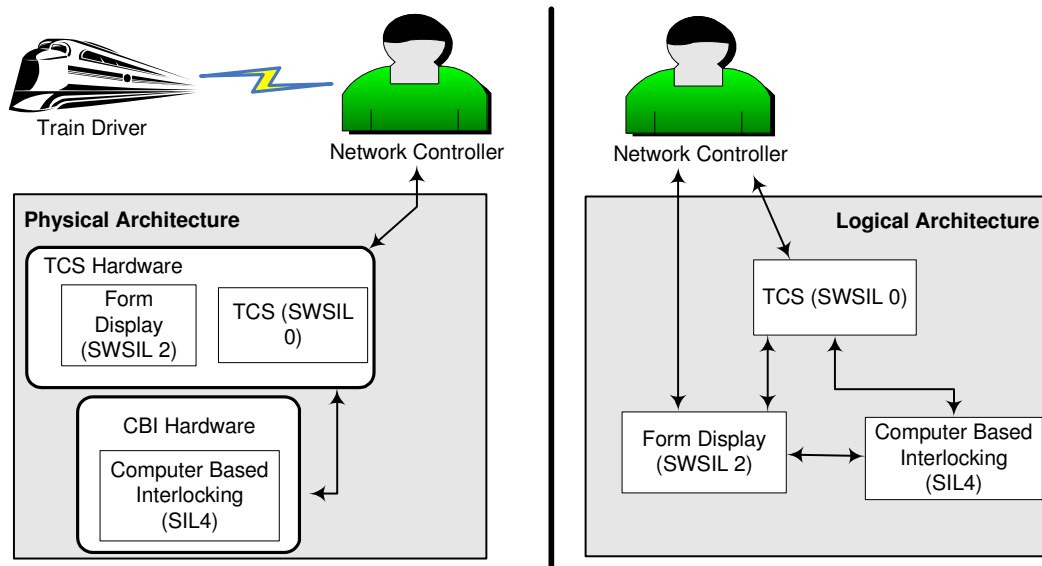 Train Driver
Network Controller
Physical Architecture
TCS Hardware
Form
Display
(SWSIL 2)
TCS (SWSIL
0)
CBI Hardware
Computer Based
Interlocking
(SIL4)
Network Controller
Logical Architecture
TCS (SWSIL 0)
Form Display
(SWSIL 2)
Computer Based
Interlocking
(SIL4)